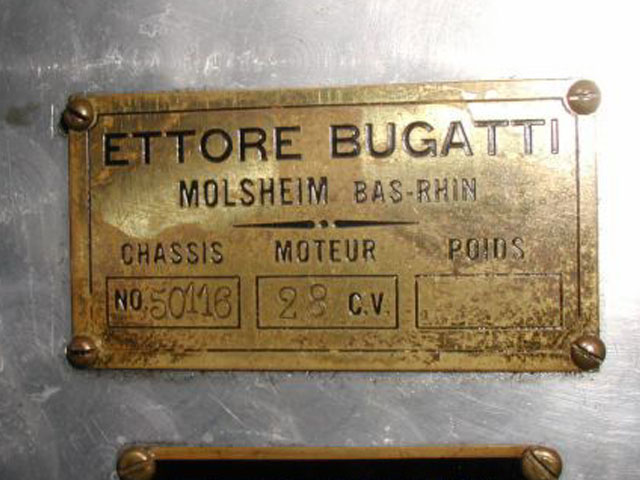 ETTORE BUGATTI
MOLSHEIM BAS-RHIN
CHASSIS MOTEUR POIDS
NO. 50116 28 C.V.